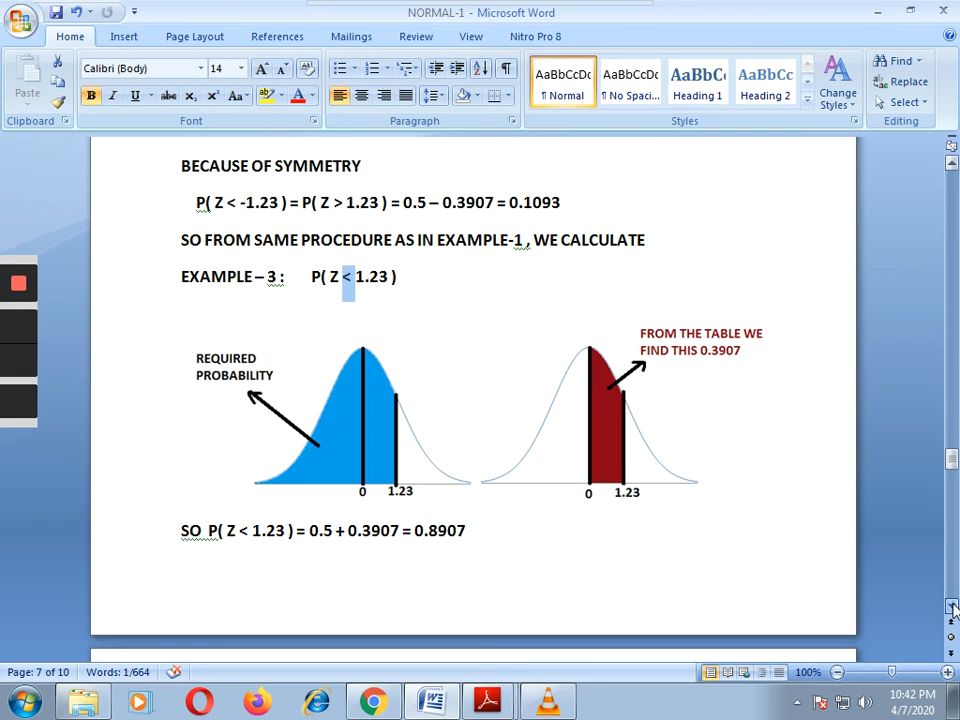 NORMAL-1 - Microsoft Word
Home Insert Page Layout References Mailings Review View Nitro Pro 8
Paste
Clipboard
Calibri (Body) 14
B I U abc X₂ X² Aa
Font
Paragraph
AaBbCcDc AaBbCcDc AaBbCc AaBbCc
¶ Normal ¶ No Spaci... Heading 1 Heading 2
Change
Styles
Styles
Find
Replace
Select
Editing
BECAUSE OF SYMMETRY
P( Z < -1.23 ) = P( Z > 1.23 ) = 0.5 – 0.3907 = 0.1093
SO FROM SAME PROCEDURE AS IN EXAMPLE-1 , WE CALCULATE
EXAMPLE – 3 : P( Z < 1.23 )
REQUIRED
PROBABILITY
0 1.23
FROM THE TABLE WE
FIND THIS 0.3907
0 1.23
SO P( Z < 1.23 ) = 0.5 + 0.3907 = 0.8907
Page: 7 of 10 Words: 1/664 100%
10:42 PM
4/7/2020